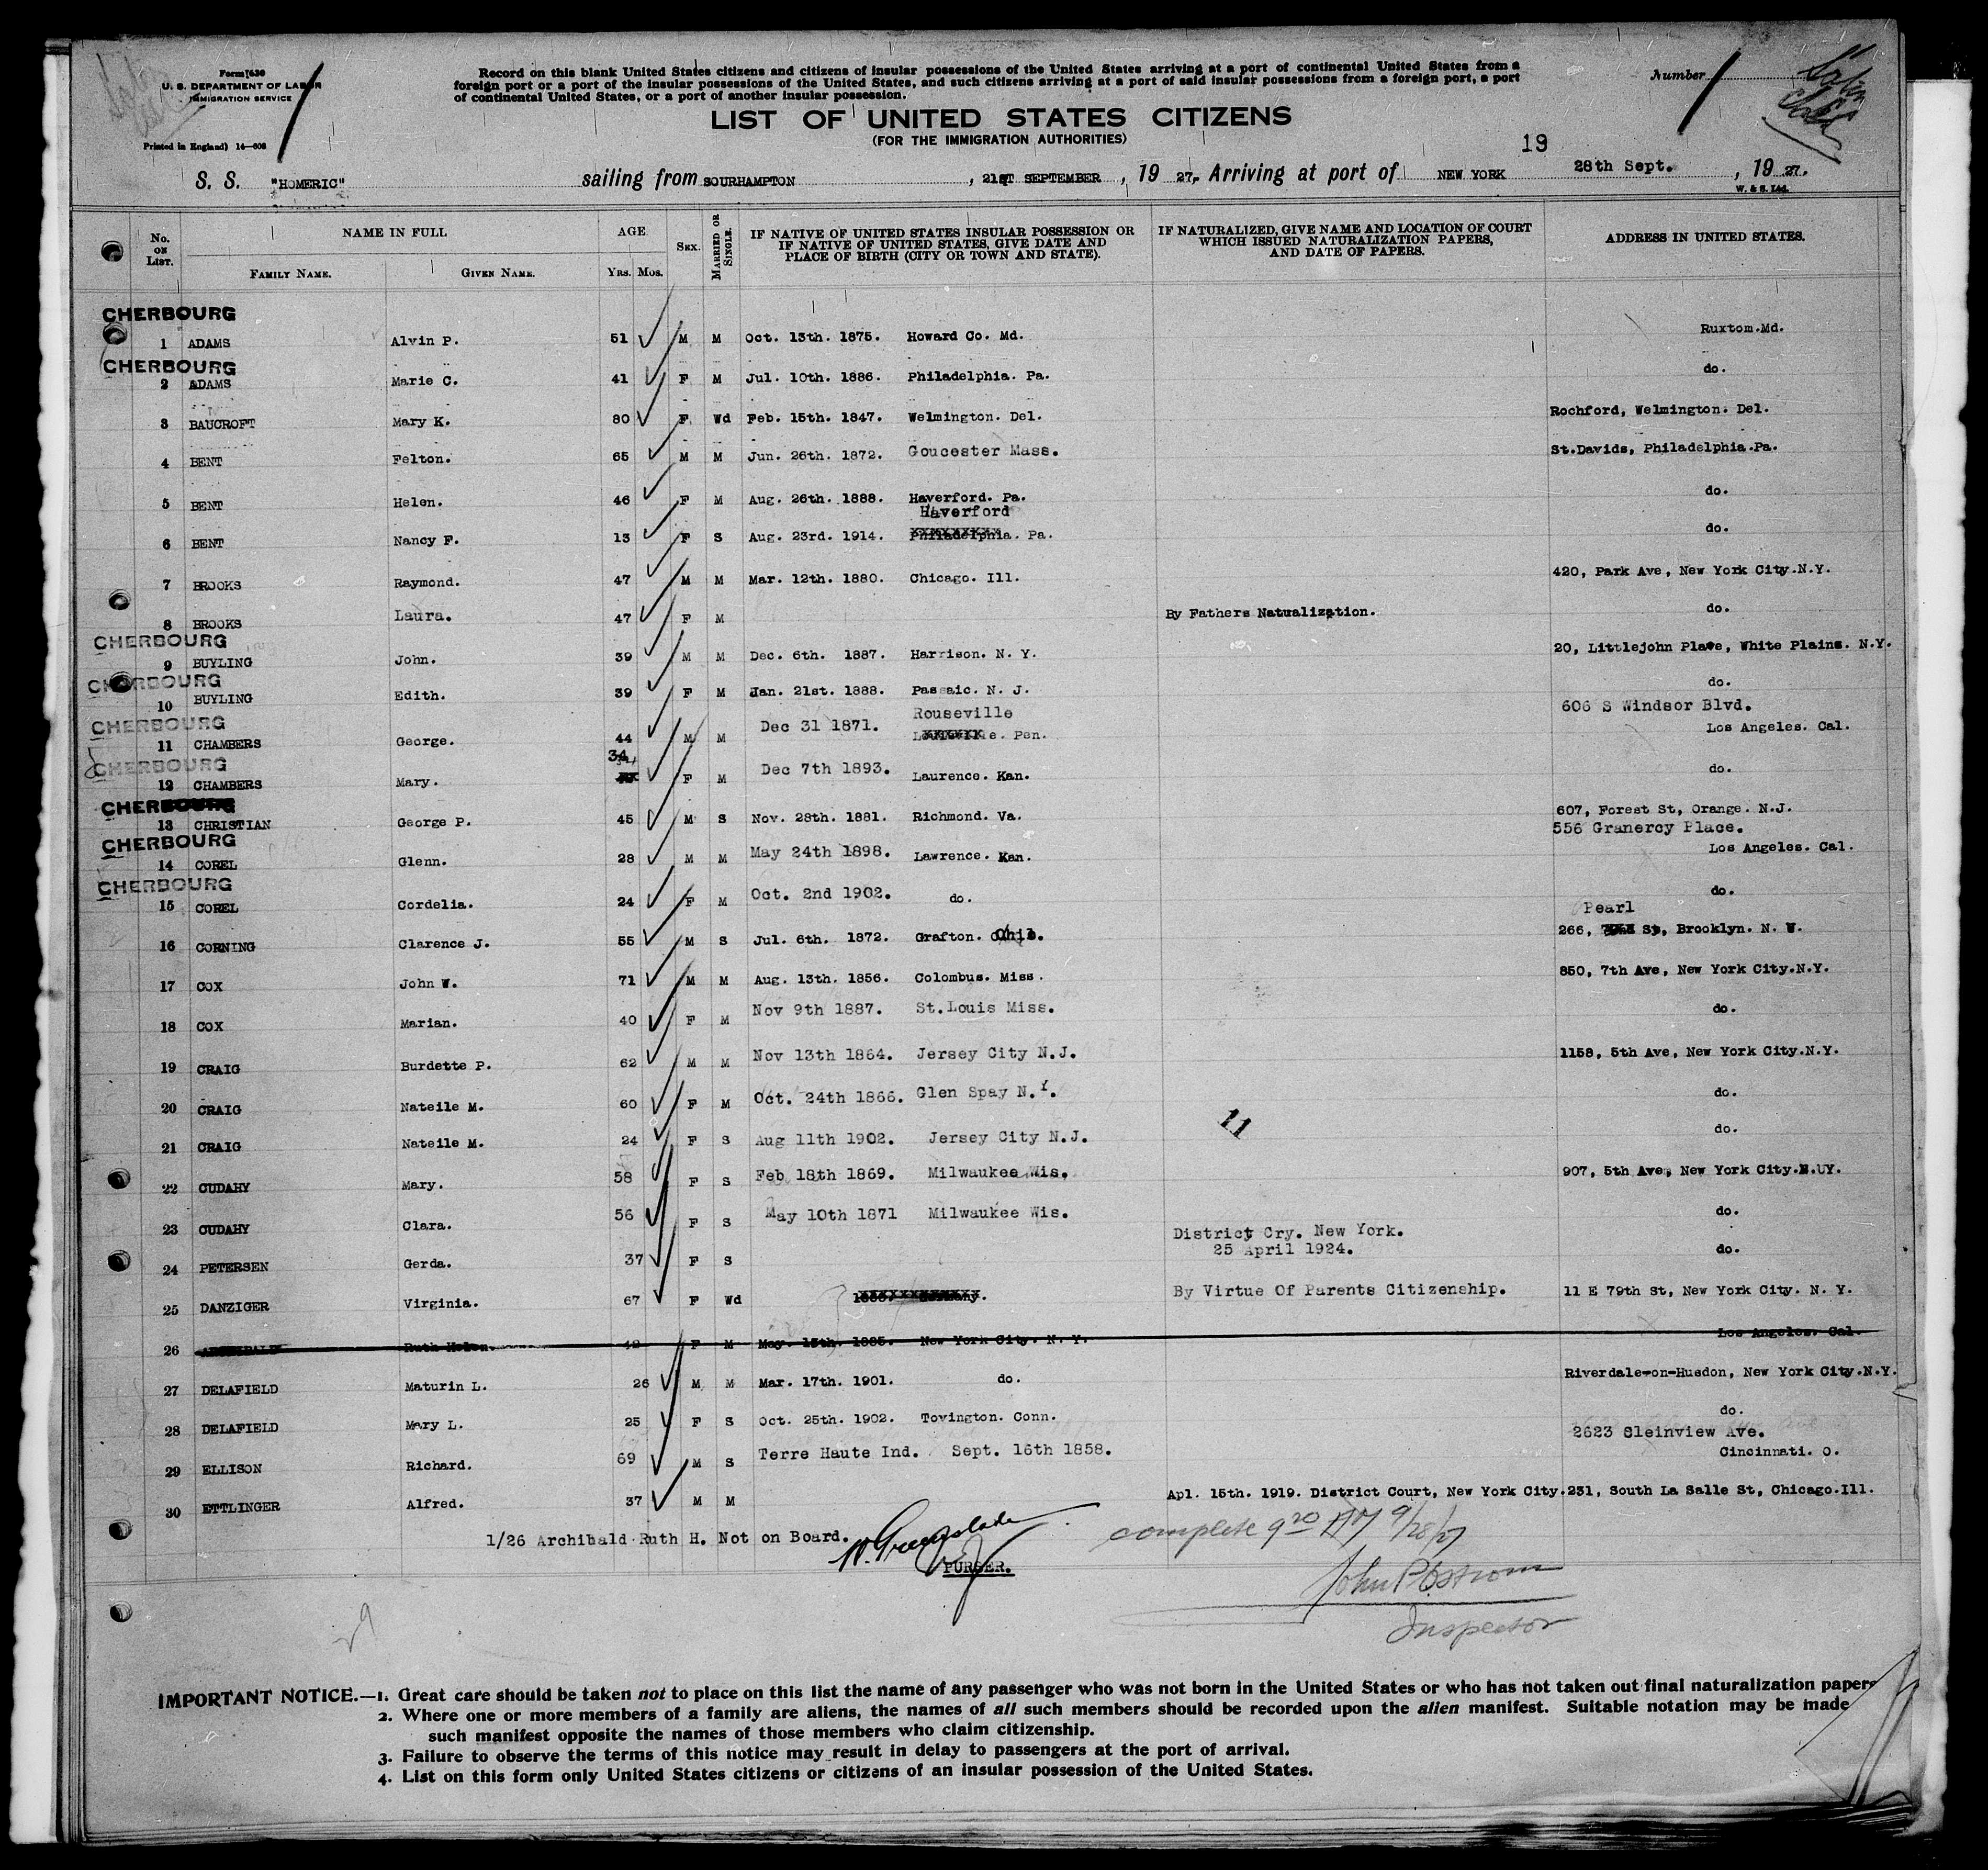 Form 630
U. S. DEPARTMENT OF LABOR
IMMIGRATION SERVICE
Printed in England) 14—608
Record on this blank United States citizens and citizens of insular possessions of the United States arriving at a port of continental United States from a
foreign port or a port of the insular possessions of the United States, and such citizens arriving at a port of said insular possessions from a foreign port, a port
of continental United States, or a port of another insular possession.
Number
LIST OF UNITED STATES CITIZENS
(FOR THE IMMIGRATION AUTHORITIES)
19
S. S. "HOMERIC" sailing from SOURHAMPTON, 21ST SEPTEMBER, 19 27, Arriving at port of NEW YORK 28th Sept., 19 27.
W. & S. Ltd.
No. ON LIST. NAME IN FULL AGE SEX. MARRIED OR SINGLE. IF NATIVE OF UNITED STATES INSULAR POSSESSION OR IF NATIVE OF UNITED STATES, GIVE DATE AND PLACE OF BIRTH (CITY OR TOWN AND STATE). IF NATURALIZED, GIVE NAME AND LOCATION OF COURT WHICH ISSUED NATURALIZATION PAPERS, AND DATE OF PAPERS. ADDRESS IN UNITED STATES.
FAMILY NAME. GIVEN NAME. YRS. MOS.
CHERBOURG
1 ADAMS Alvin P. 51 M M Oct. 13th. 1875. Howard Co. Md. Ruxtom.Md.
CHERBOURG
2 ADAMS Marie C. 41 F M Jul. 10th. 1886. Philadelphia. Pa. do.
3 BAUCROFT Mary K. 80 F Wd Feb. 15th. 1847. Welmington. Del. Rochford, Welmington. Del.
4 BENT Felton. 65 M M Jun. 26th. 1872. Goucester Mass. St.Davids, Philadelphia.Pa.
5 BENT Helen. 46 F M Aug. 26th. 1888. Haverford. Pa. do.
Haverford
6 BENT Nancy F. 13 F S Aug. 23rd. 1914. Philadelphia. Pa. do.
7 BROOKS Raymond. 47 M M Mar. 12th. 1880. Chicago. Ill. 420, Park Ave, New York City.N.Y.
8 BROOKS Laura. 47 F M By Fathers Natualization. do.
CHERBOURG
9 BUYLING John. 39 M M Dec. 6th. 1887. Harrison. N. Y. 20, Littlejohn Plave, White Plains. N.Y.
CHERBOURG
10 BUYLING Edith. 39 F M Jan. 21st. 1888. Passaic. N. J. do.
CHERBOURG
Rouseville 606 S Windsor Blvd.
11 CHAMBERS George. 44 M M Dec 31 1871. Pen. Los Angeles. Cal.
CHERBOURG
34
12 CHAMBERS Mary. F M Dec 7th 1893. Laurence. Kan. do.
CHERBOURG
13 CHRISTIAN George P. 45 M S Nov. 28th. 1881. Richmond. Va. 607, Forest St, Orange. N.J.
CHERBOURG
556 Granercy Place.
14 COREL Glenn. 28 M M May 24th 1898. Lawrence. Kan. Los Angeles. Cal.
CHERBOURG
15 COREL Cordelia. 24 F M Oct. 2nd 1902. do. do.
Pearl
16 CORNING Clarence J. 55 M S Jul. 6th. 1872. Grafton. 266, St, Brooklyn. N.
17 COX John W. 71 M M Aug. 13th. 1856. Colombus. Miss. 850, 7th Ave, New York City.N.Y.
18 COX Marian. 40 F M Nov 9th 1887. St.Louis Miss. do.
19 CRAIG Burdette P. 62 M M Nov 13th 1864. Jersey City N.J. 1158, 5th Ave, New York City.N.Y.
20 CRAIG Nateile M. 60 F M Oct. 24th 1866. Glen Spay N.Y. do.
11
21 CRAIG Nateile M. 24 F S Aug 11th 1902. Jersey City N.J. do.
22 CUDAHY Mary. 58 F S Feb 18th 1869. Milwaukee Wis. 907, 5th Ave, New York City.N.UY.
23 CUDAHY Clara. 56 F S May 10th 1871 Milwaukee Wis. do.
District Cry. New York.
25 April 1924.
24 PETERSEN Gerda. 37 F S do.
25 DANZIGER Virginia. 67 F Wd By Virtue Of Parents Citizenship. 11 E 79th St, New York City. N. Y.
26 ARCHIBALD Ruth Helen. 42 F M May. 15th. 1885. New York City. N. Y. Los Angeles. Cal.
27 DELAFIELD Maturin L. 26 M M Mar. 17th. 1901. do. Riverdale-on-Husdon, New York City.N.Y.
28 DELAFIELD Mary L. 25 F S Oct. 25th. 1902. Tovington. Conn. do.
2623 Cleinview Ave.
29 ELLISON Richard. 69 M S Terre Haute Ind. Sept. 16th 1858. Cincinnati. O.
30 ETTLINGER Alfred. 37 M M Apl. 15th. 1919. District Court, New York City. 231, South La Salle St, Chicago.Ill.
1/26 Archibald Ruth H. Not on Board.
PURSER.
complete 9 20 AM 9/28/27
John P Ostrom
Inspector
29
IMPORTANT NOTICE.—1. Great care should be taken not to place on this list the name of any passenger who was not born in the United States or who has not taken out final naturalization papers
2. Where one or more members of a family are aliens, the names of all such members should be recorded upon the alien manifest. Suitable notation may be made
such manifest opposite the names of those members who claim citizenship.
3. Failure to observe the terms of this notice may result in delay to passengers at the port of arrival.
4. List on this form only United States citizens or citizens of an insular possession of the United States.